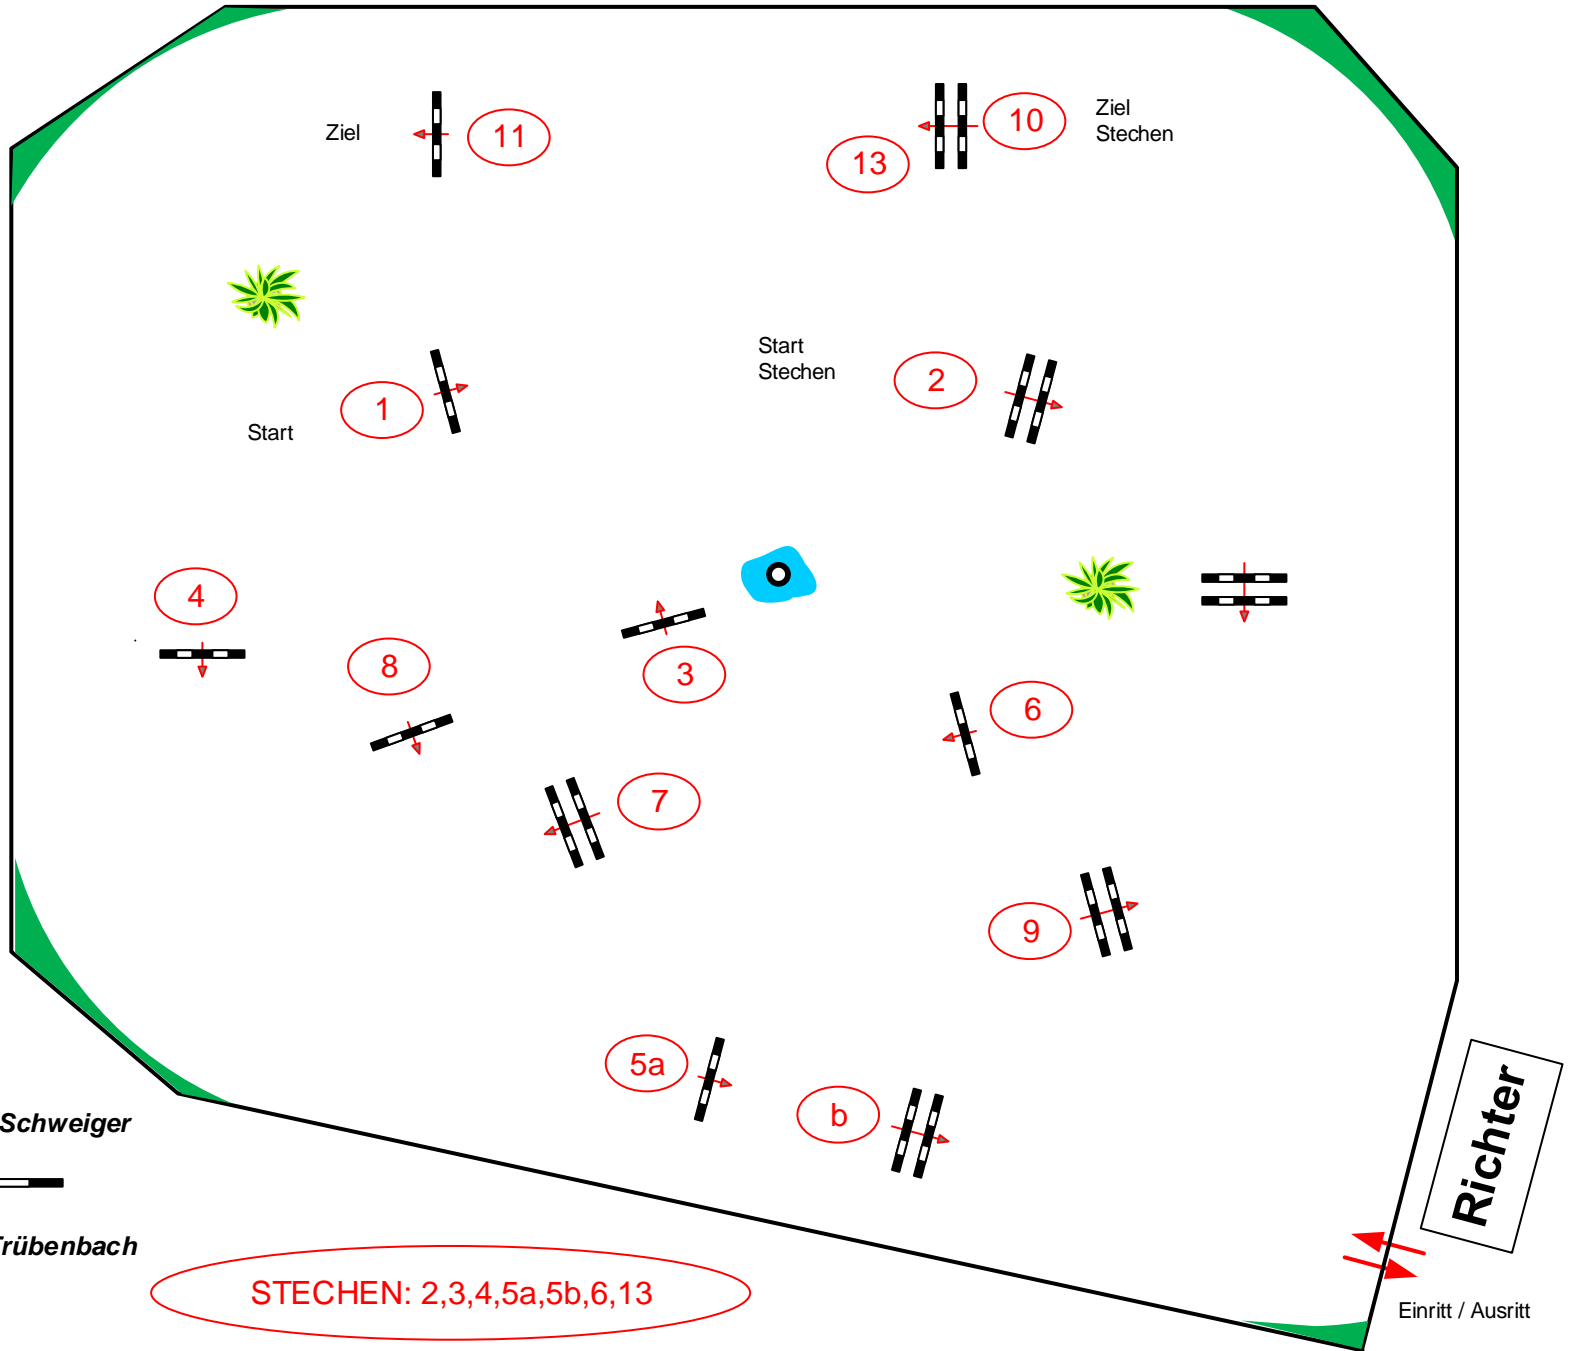 Ziel
11
10
Ziel
Stechen
13
Start
Stechen
2
1
Start
4
8
3
6
7
9
5a
b
Schweiger
Trübenbach
STECHEN: 2,3,4,5a,5b,6,13
Richter
Einritt / Ausritt